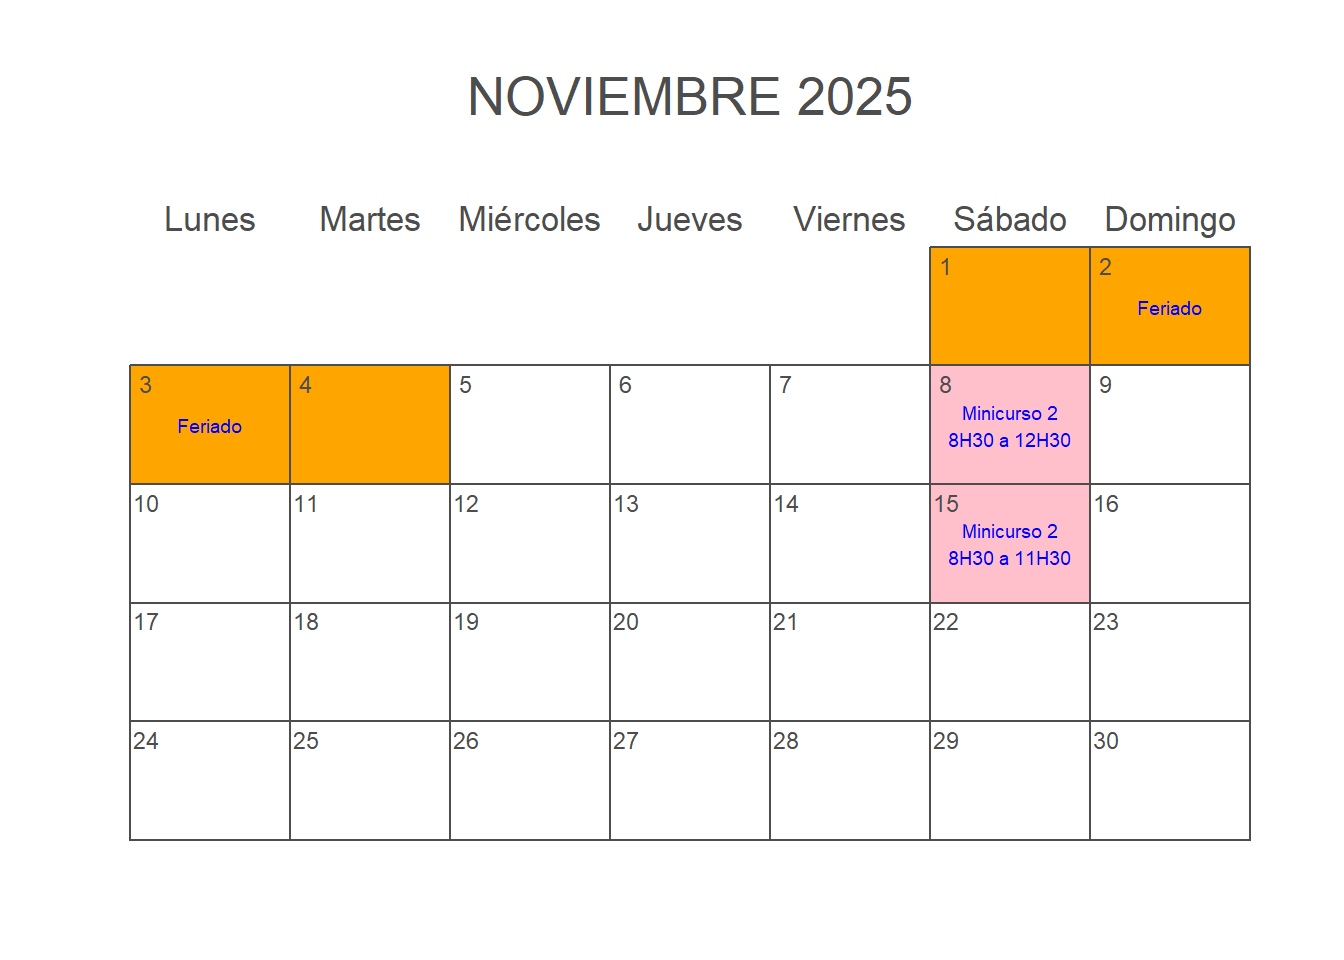 NOVIEMBRE 2025
Lunes Martes Miércoles Jueves Viernes Sábado Domingo
1 2
Feriado
3 4 5 6 7 8 9
Minicurso 2
Feriado
8H30 a 12H30
10 11 12 13 14 15 16
Minicurso 2
8H30 a 11H30
17 18 19 20 21 22 23
24 25 26 27 28 29 30